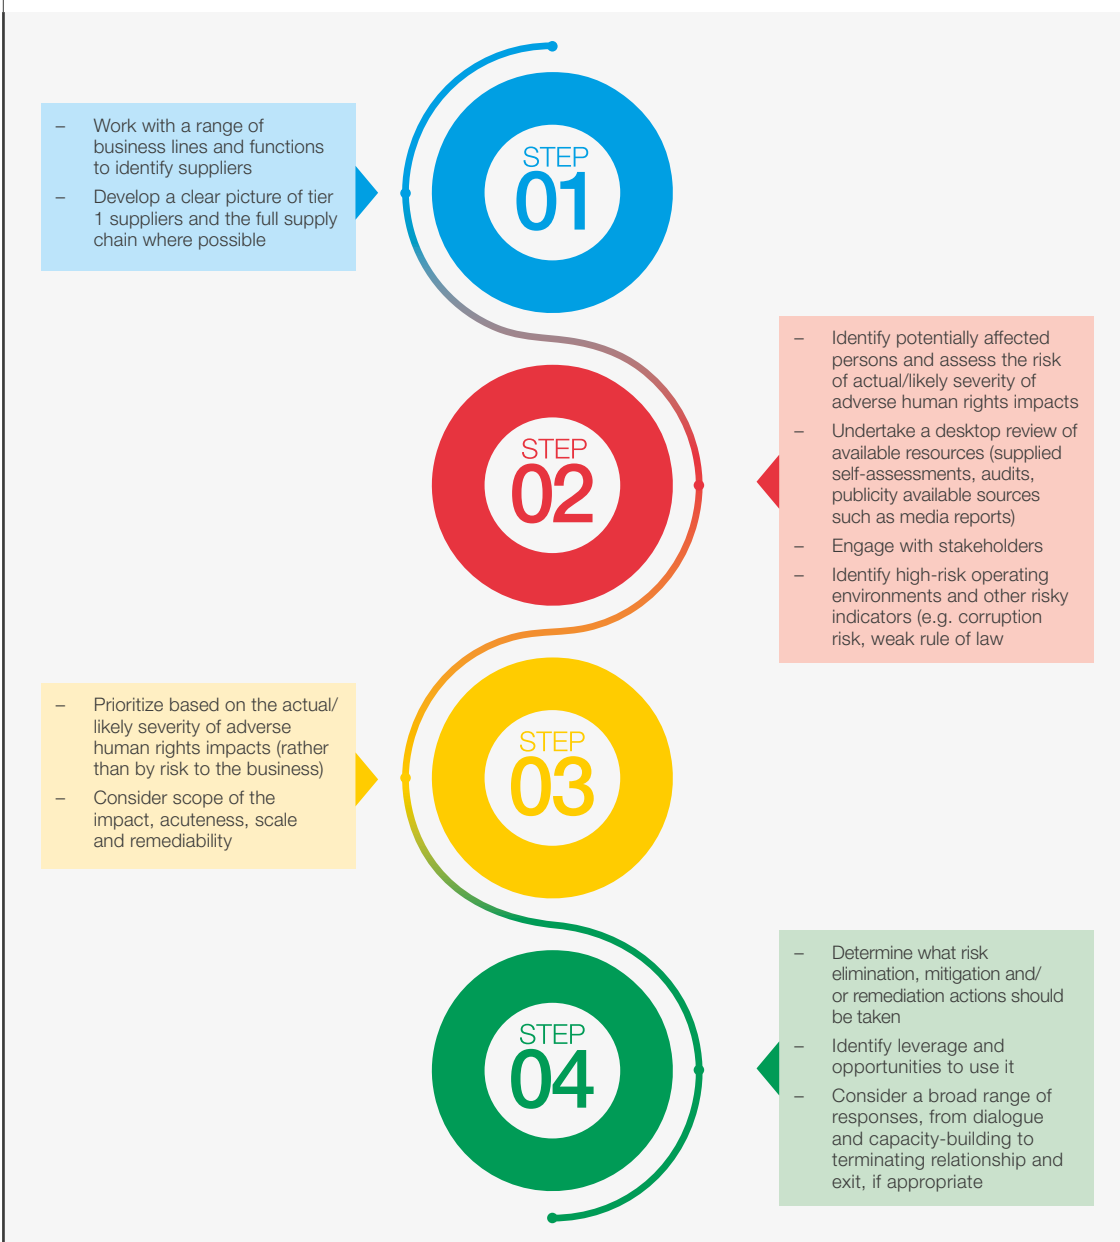 STEP
01
– Work with a range of
business lines and functions
to identify suppliers
– Develop a clear picture of tier
1 suppliers and the full supply
chain where possible
STEP
02
– Identify potentially affected
persons and assess the risk
of actual/likely severity of
adverse human rights impacts
– Undertake a desktop review of
available resources (supplied
self-assessments, audits,
publicity available sources
such as media reports)
– Engage with stakeholders
– Identify high-risk operating
environments and other risky
indicators (e.g. corruption
risk, weak rule of law
STEP
03
– Prioritize based on the actual/
likely severity of adverse
human rights impacts (rather
than by risk to the business)
– Consider scope of the
impact, acuteness, scale
and remediability
STEP
04
– Determine what risk
elimination, mitigation and/
or remediation actions should
be taken
– Identify leverage and
opportunities to use it
– Consider a broad range of
responses, from dialogue
and capacity-building to
terminating relationship and
exit, if appropriate